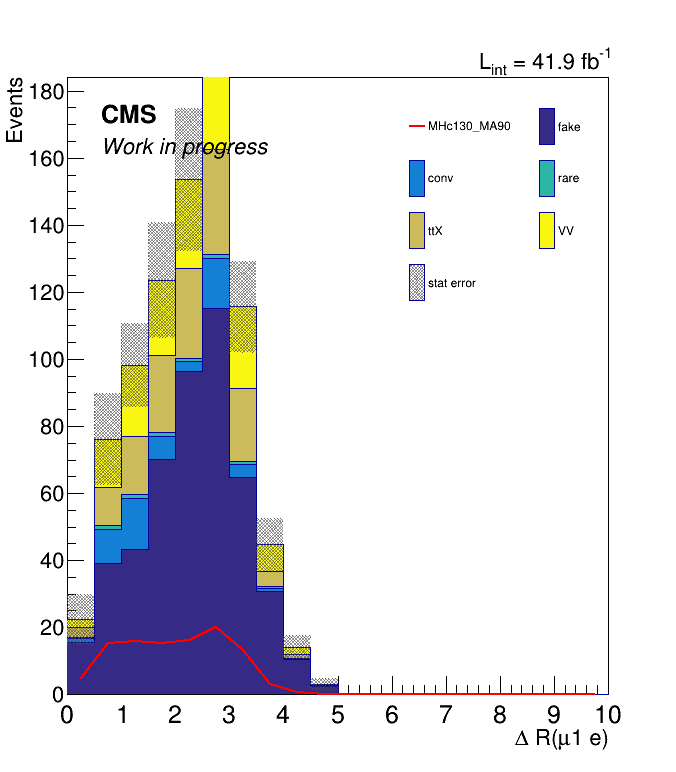 L_int = 41.9 fb^-1
Events
CMS
Work in progress
MHc130_MA90
fake
conv
rare
ttX
VV
stat error
180
160
140
120
100
80
60
40
20
0
0 1 2 3 4 5 6 7 8 9 10
Δ R(μ1 e)